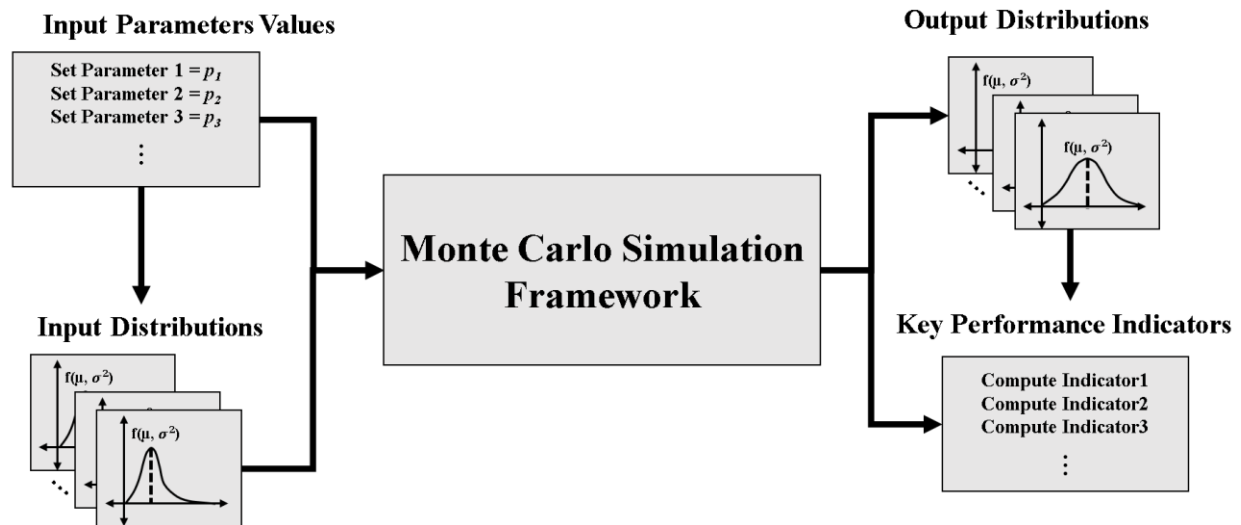 Input Parameters Values
Set Parameter 1 = p₁
Set Parameter 2 = p₂
Set Parameter 3 = p₃
⋮
Input Distributions
f(μ, σ²)
f(μ, σ²)
Monte Carlo Simulation
Framework
Output Distributions
f(μ, σ²)
f(μ, σ²)
Key Performance Indicators
Compute Indicator1
Compute Indicator2
Compute Indicator3
⋮